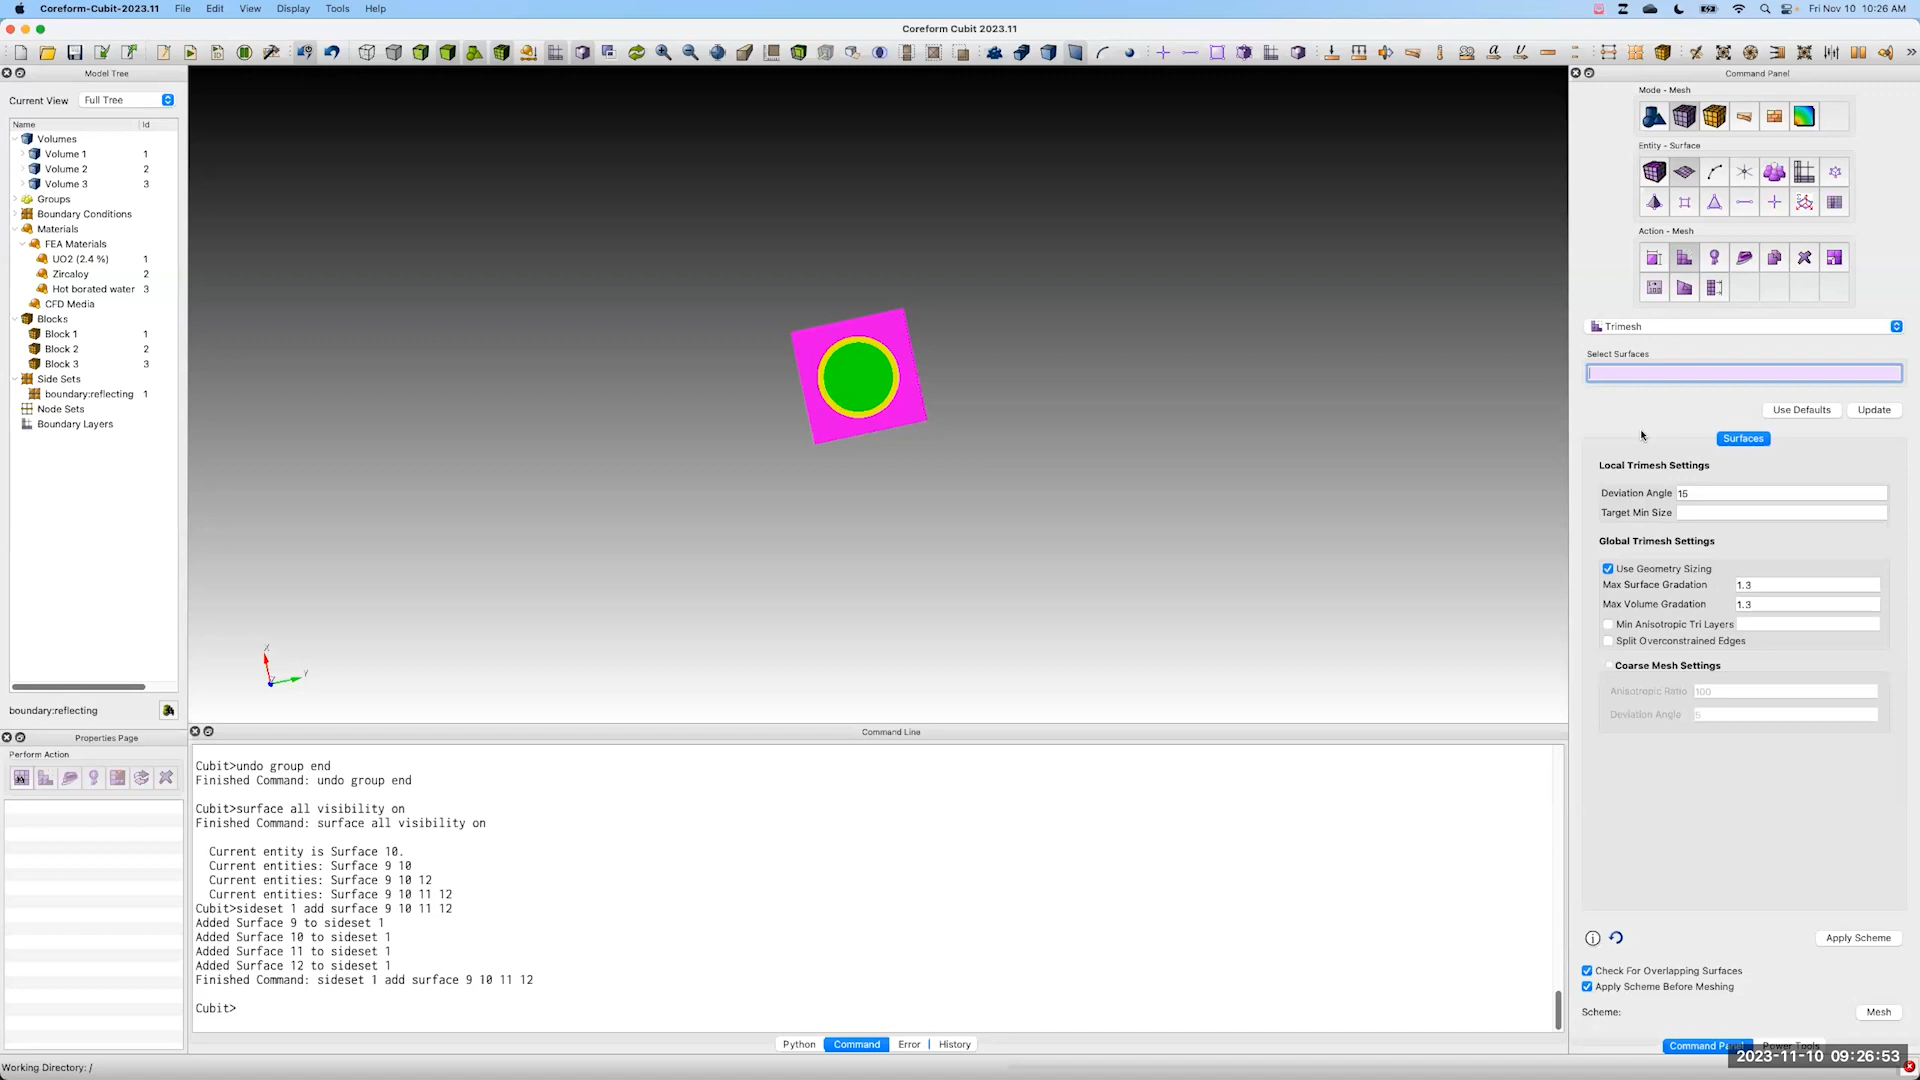 Coreform-Cubit-2023.11 File Edit View Display Tools Help Fri Nov 10 10:26 AM
Coreform Cubit 2023.11
Model Tree
Current View Full Tree
Name Id
Volumes
Volume 1 1
Volume 2 2
Volume 3 3
Groups
Boundary Conditions
Materials
FEA Materials
UO2 (2.4 %) 1
Zircaloy 2
Hot borated water 3
CFD Media
Blocks
Block 1 1
Block 2 2
Block 3 3
Side Sets
boundary:reflecting 1
Node Sets
Boundary Layers
boundary:reflecting
Properties Page
Perform Action
X
Y
Z
Command Line
Cubit>undo group end
Finished Command: undo group end
Cubit>surface all visibility on
Finished Command: surface all visibility on
Current entity is Surface 10.
Current entities: Surface 9 10
Current entities: Surface 9 10 12
Current entities: Surface 9 10 11 12
Cubit>sideset 1 add surface 9 10 11 12
Added Surface 9 to sideset 1
Added Surface 10 to sideset 1
Added Surface 11 to sideset 1
Added Surface 12 to sideset 1
Finished Command: sideset 1 add surface 9 10 11 12
Cubit>
Python Command Error History
Working Directory: /
Command Panel
Mode - Mesh
Entity - Surface
Action - Mesh
Trimesh
Select Surfaces
Use Defaults Update
Surfaces
Local Trimesh Settings
Deviation Angle 15
Target Min Size
Global Trimesh Settings
Use Geometry Sizing
Max Surface Gradation 1.3
Max Volume Gradation 1.3
Min Anisotropic Tri Layers
Split Overconstrained Edges
Coarse Mesh Settings
Anisotropic Ratio 100
Deviation Angle 5
Apply Scheme
Check For Overlapping Surfaces
Apply Scheme Before Meshing
Scheme: Mesh
Command Panel Power Tools
2023-11-10 09:26:53